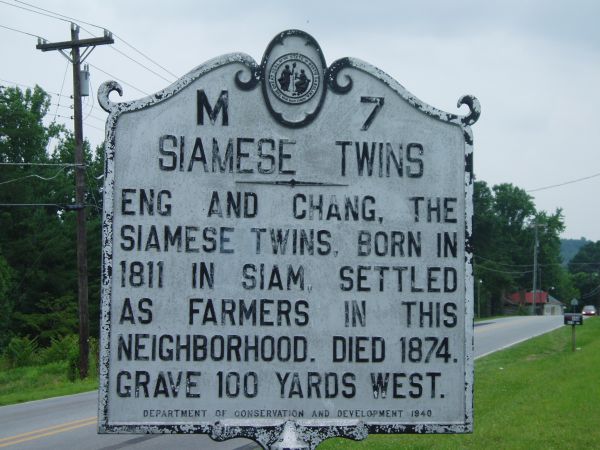 M 7
SIAMESE TWINS
ENG AND CHANG, THE
SIAMESE TWINS, BORN IN
1811 IN SIAM, SETTLED
AS FARMERS IN THIS
NEIGHBORHOOD. DIED 1874.
GRAVE 100 YARDS WEST.
DEPARTMENT OF CONSERVATION AND DEVELOPMENT 1940